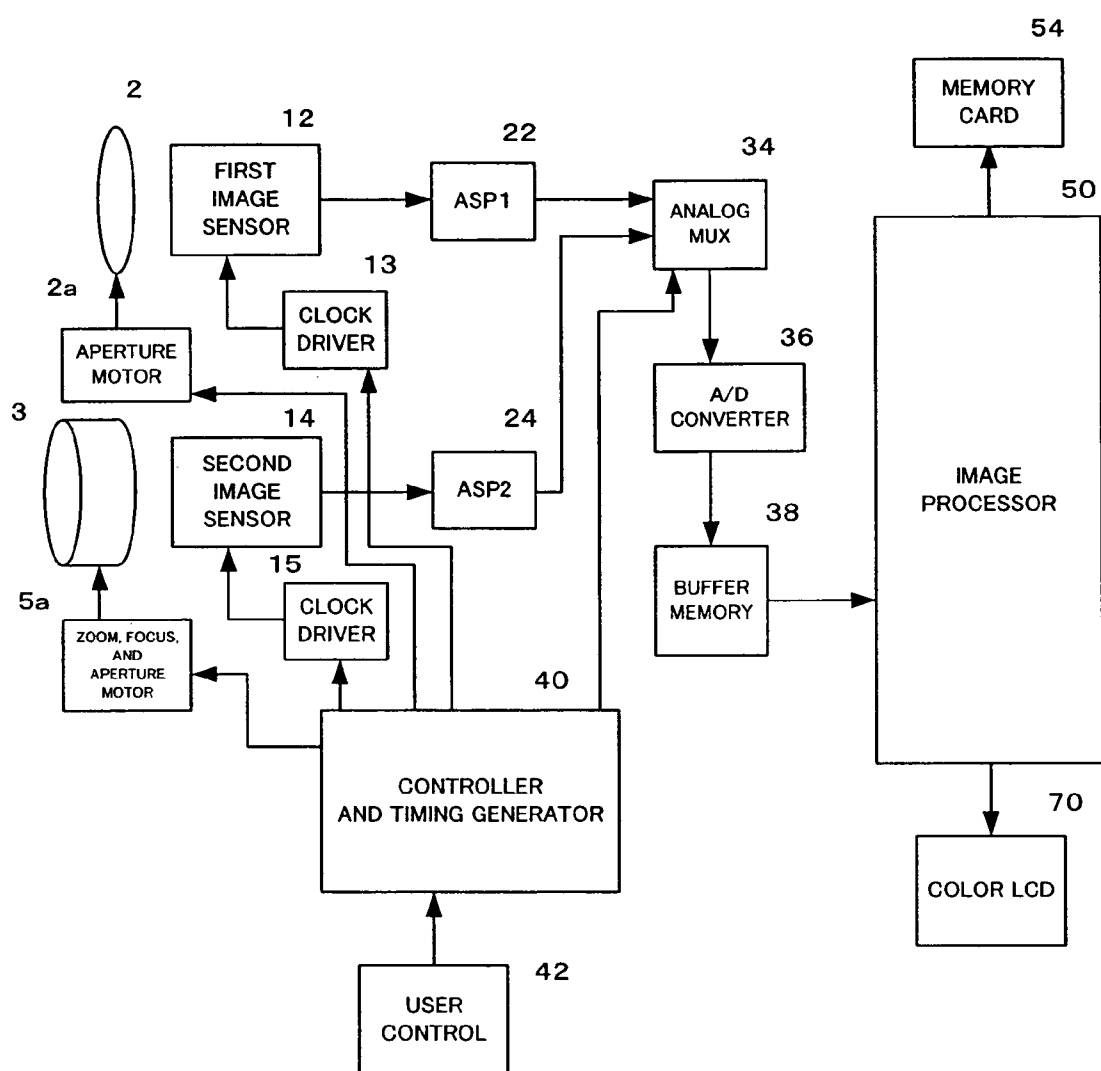 54
MEMORY
CARD
2
12
22
34
50
FIRST
IMAGE
SENSOR
ASP1
ANALOG
MUX
2a
13
CLOCK
DRIVER
36
APERTURE
MOTOR
A/D
CONVERTER
3
14
24
SECOND
IMAGE
SENSOR
ASP2
IMAGE
PROCESSOR
38
15
5a
CLOCK
DRIVER
BUFFER
MEMORY
ZOOM, FOCUS,
AND
APERTURE
MOTOR
40
CONTROLLER
AND TIMING GENERATOR
70
COLOR LCD
42
USER
CONTROL